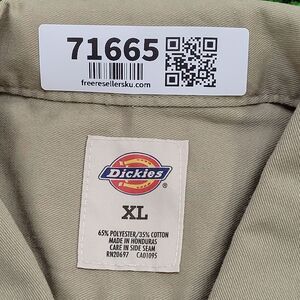 71665
freeresellersku.com
Dickies
®
XL
65% POLYESTER/35% COTTON
MADE IN HONDURAS
CARE IN SIDE SEAM
RN20697 CA01095